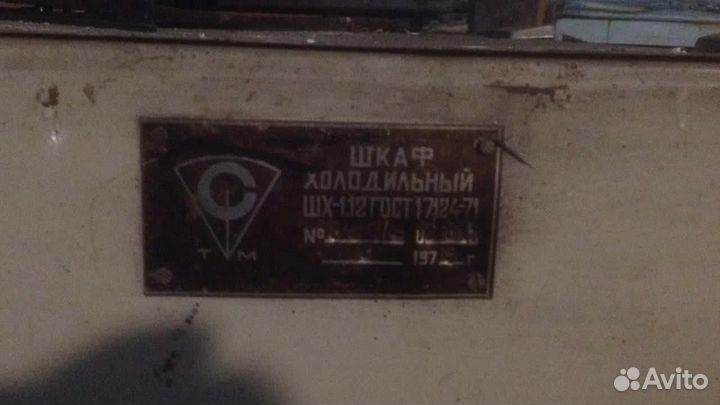 ШКАФ
ХОЛОДИЛЬНЫЙ
ШХ-1.12 ГОСТ 17124-71
№
197 г
С
Т М
Avito